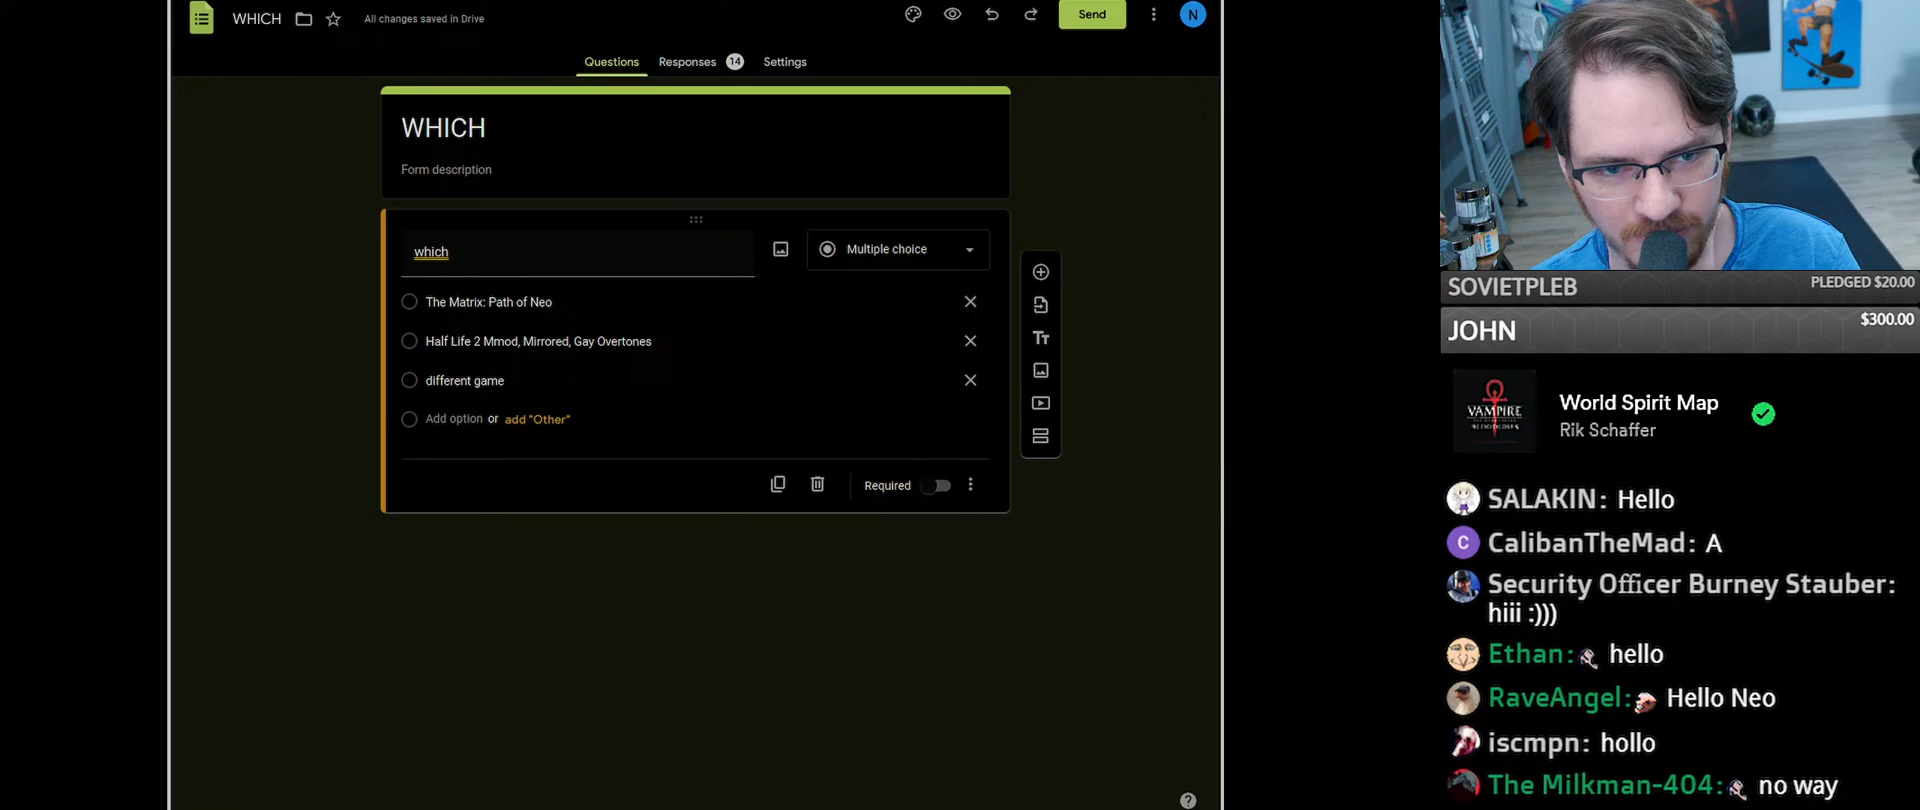 WHICH
All changes saved in Drive
Send
N
Questions
Responses 14
Settings
WHICH
Form description
which
Multiple choice
The Matrix: Path of Neo
Half Life 2 Mmod, Mirrored, Gay Overtones
different game
Add option or add "Other"
Required
Tт
?
SOVIETPLEB PLEDGED $20.00
JOHN $300.00
VAMPIRE
World Spirit Map
Rik Schaffer
SALAKIN: Hello
C CalibanTheMad: A
Security Officer Burney Stauber:
hiii :)))
Ethan: hello
RaveAngel: Hello Neo
iscmpn: hollo
The Milkman-404: no way